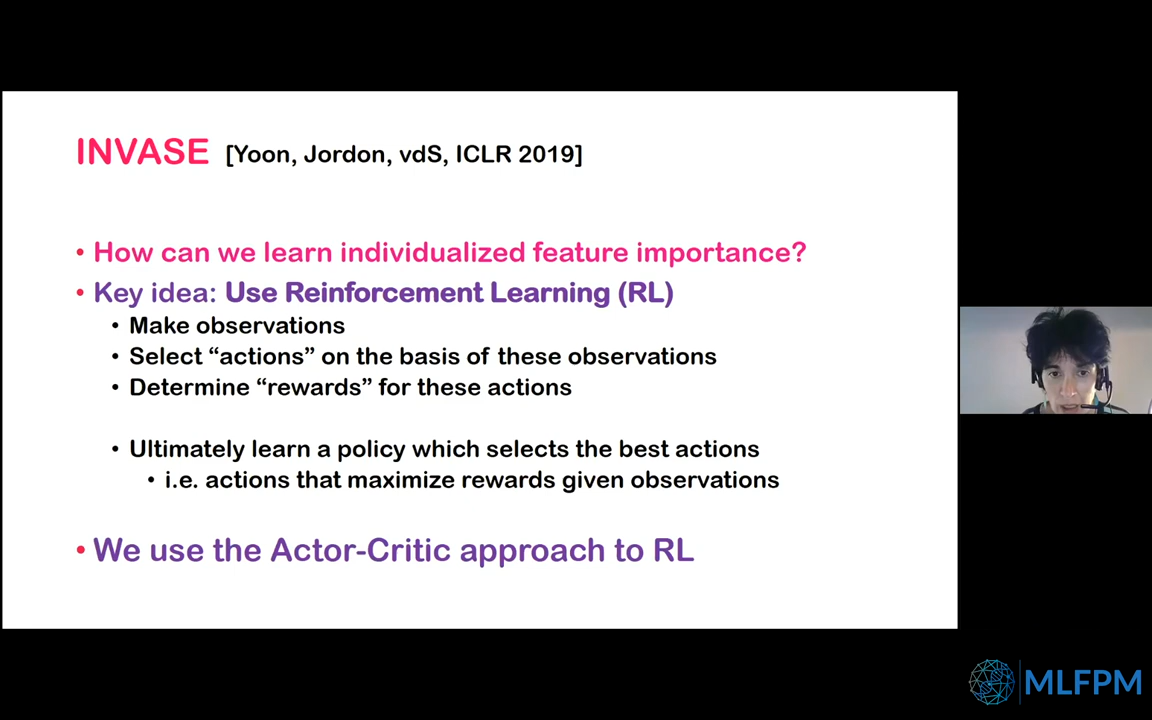 INVASE [Yoon, Jordon, vdS, ICLR 2019]
• How can we learn individualized feature importance?
• Key idea: Use Reinforcement Learning (RL)
• Make observations
• Select “actions” on the basis of these observations
• Determine “rewards” for these actions
• Ultimately learn a policy which selects the best actions
• i.e. actions that maximize rewards given observations
• We use the Actor-Critic approach to RL
MLFPM